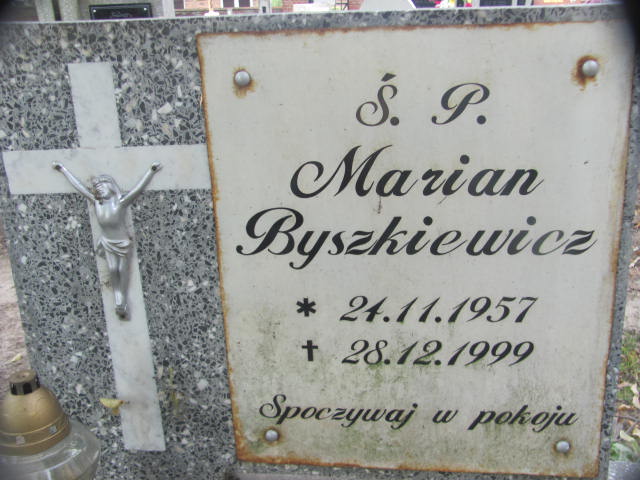 Ś. P.
Marian
Byszkiewicz
* 24.11.1957
† 28.12.1999
Spoczywaj w pokoju